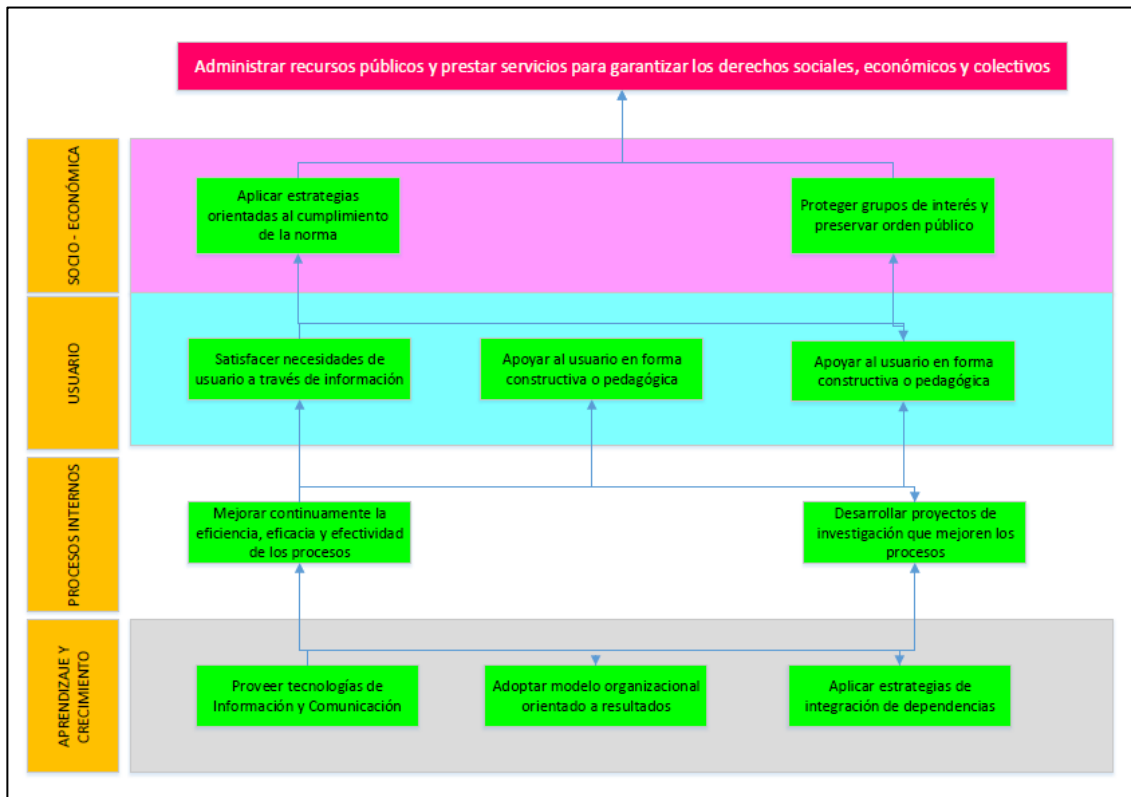 Administrar recursos públicos y prestar servicios para garantizar los derechos sociales, económicos y colectivos
SOCIO - ECONÓMICA
Aplicar estrategias
orientadas al cumplimiento
de la norma
Proteger grupos de interés y
preservar orden público
USUARIO
Satisfacer necesidades de
usuario a través de información
Apoyar al usuario en forma
constructiva o pedagógica
Apoyar al usuario en forma
constructiva o pedagógica
PROCESOS INTERNOS
Mejorar continuamente la
eficiencia, eficacia y efectividad
de los procesos
Desarrollar proyectos de
investigación que mejoren los
procesos
APRENDIZAJE Y
CRECIMIENTO
Proveer tecnologías de
Información y Comunicación
Adoptar modelo organizacional
orientado a resultados
Aplicar estrategias de
integración de dependencias